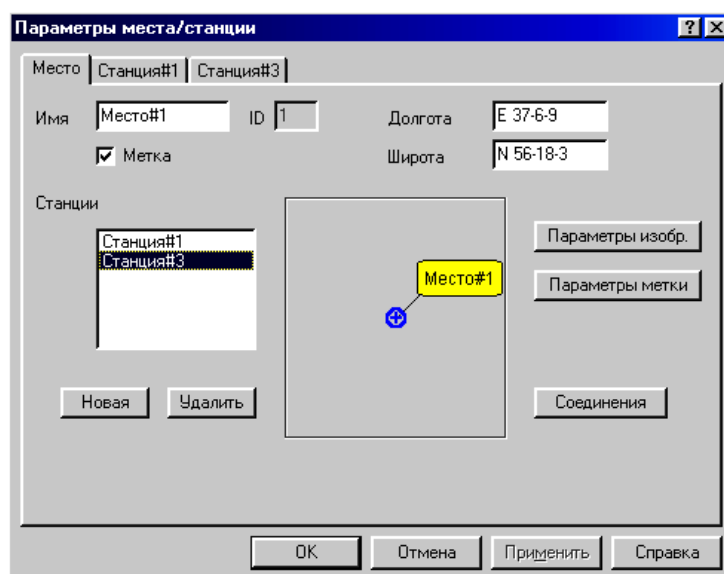 Параметры места/станции
Место Станция#1 Станция#3
Имя Место#1 ID 1 Долгота E 37-6-9
Метка Широта N 56-18-3
Станции
Станция#1
Станция#3
Место#1
Параметры изобр.
Параметры метки
Новая Удалить Соединения
OK Отмена Применить Справка